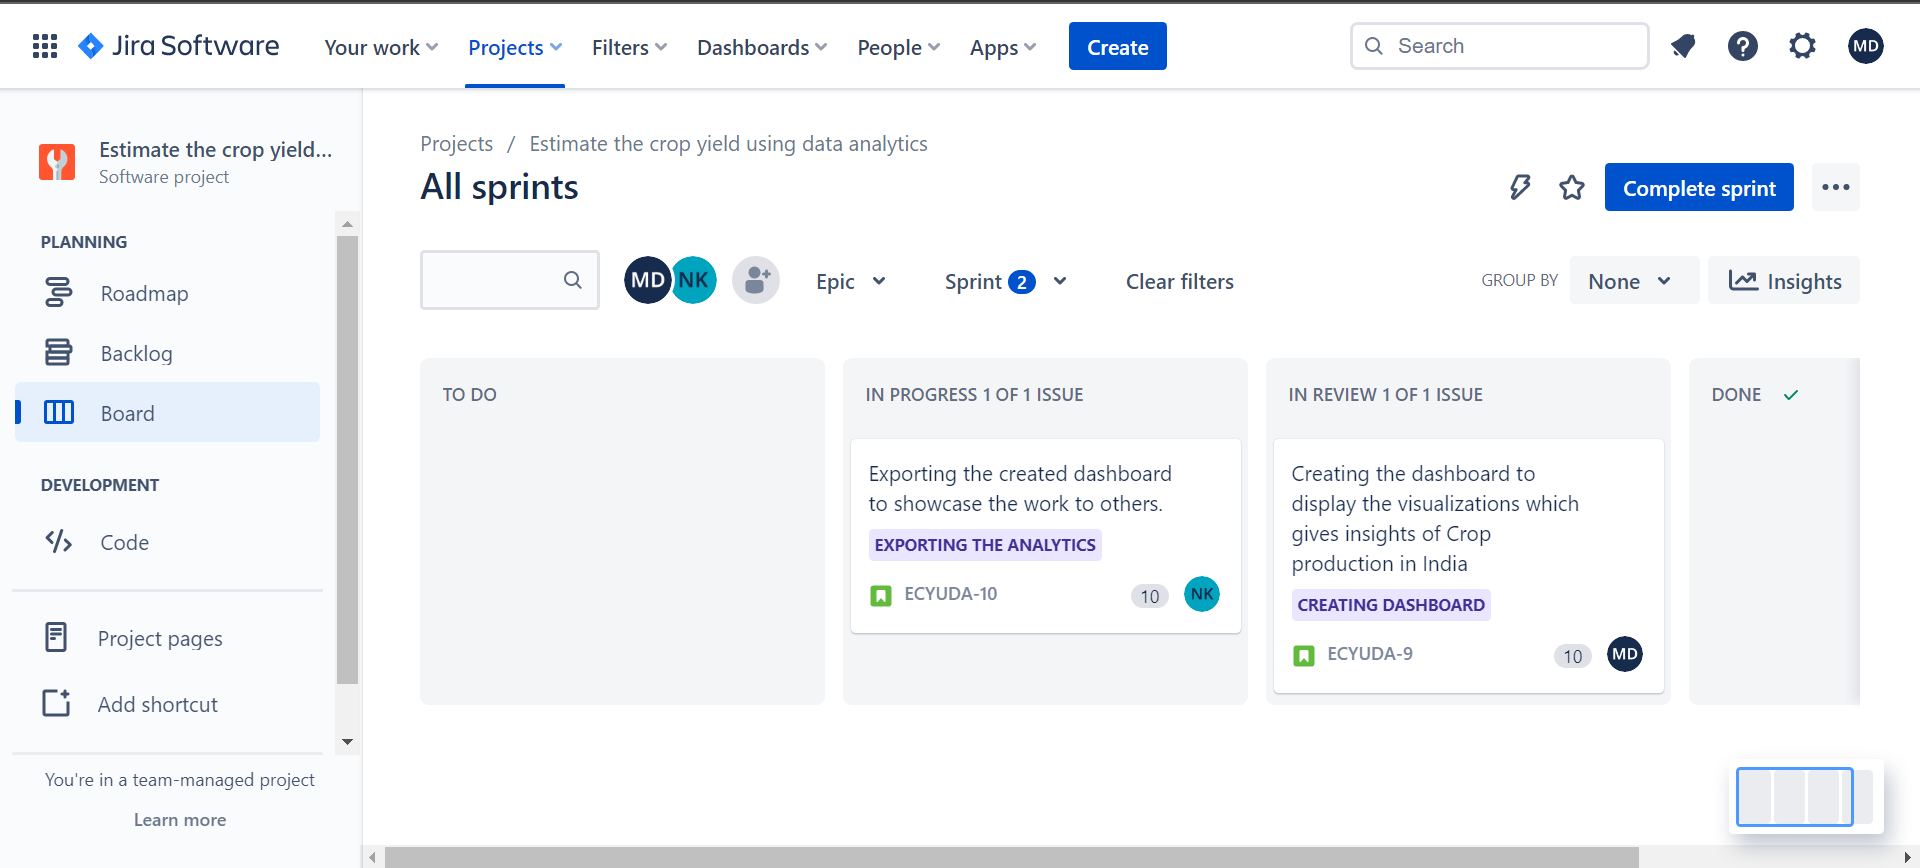 Jira Software
Your work
Projects
Filters
Dashboards
People
Apps
Create
Search
MD
Estimate the crop yield...
Software project
PLANNING
Roadmap
Backlog
Board
DEVELOPMENT
Code
Project pages
Add shortcut
You're in a team-managed project
Learn more
Projects / Estimate the crop yield using data analytics
All sprints
Complete sprint
MD NK
Epic
Sprint 2
Clear filters
GROUP BY
None
Insights
TO DO
IN PROGRESS 1 OF 1 ISSUE
Exporting the created dashboard
to showcase the work to others.
EXPORTING THE ANALYTICS
ECYUDA-10
10
NK
IN REVIEW 1 OF 1 ISSUE
Creating the dashboard to
display the visualizations which
gives insights of Crop
production in India
CREATING DASHBOARD
ECYUDA-9
10
MD
DONE